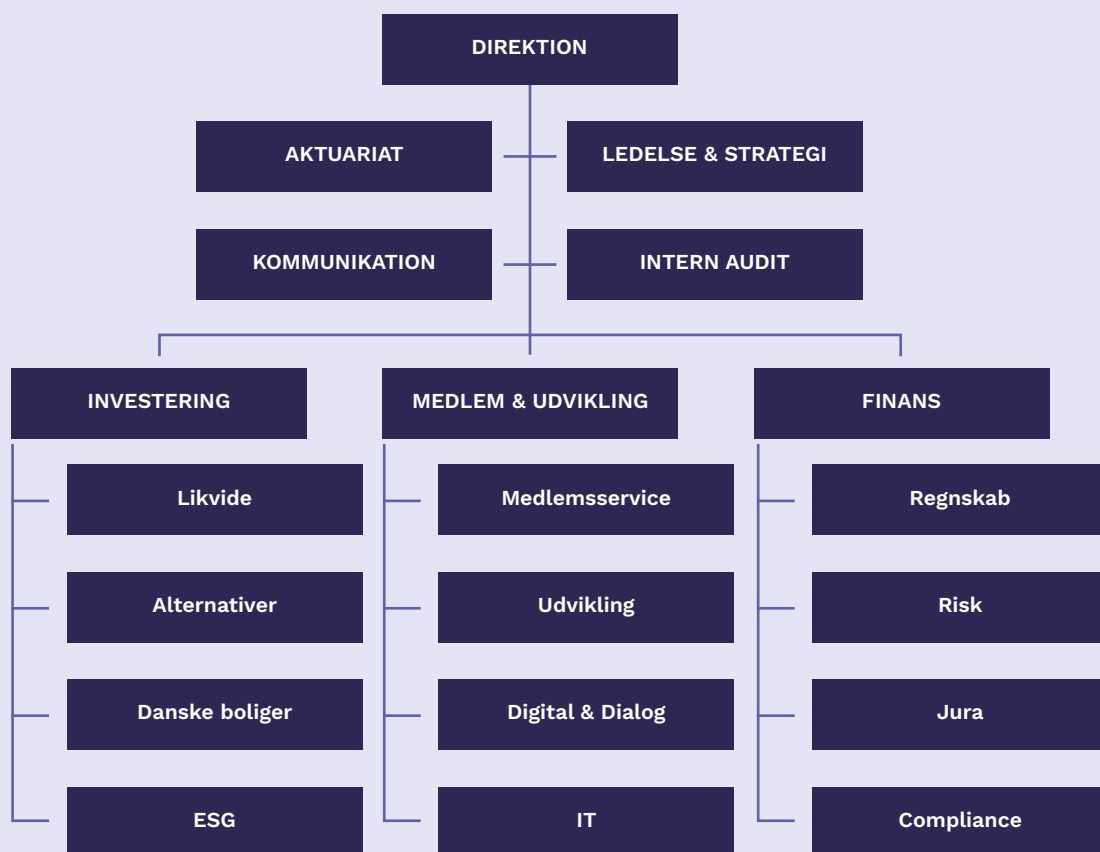 DIREKTION
AKTUARIAT
LEDELSE & STRATEGI
KOMMUNIKATION
INTERN AUDIT
INVESTERING
MEDLEM & UDVIKLING
FINANS
Likvide
Medlemsservice
Regnskab
Alternativer
Udvikling
Risk
Danske boliger
Digital & Dialog
Jura
ESG
IT
Compliance